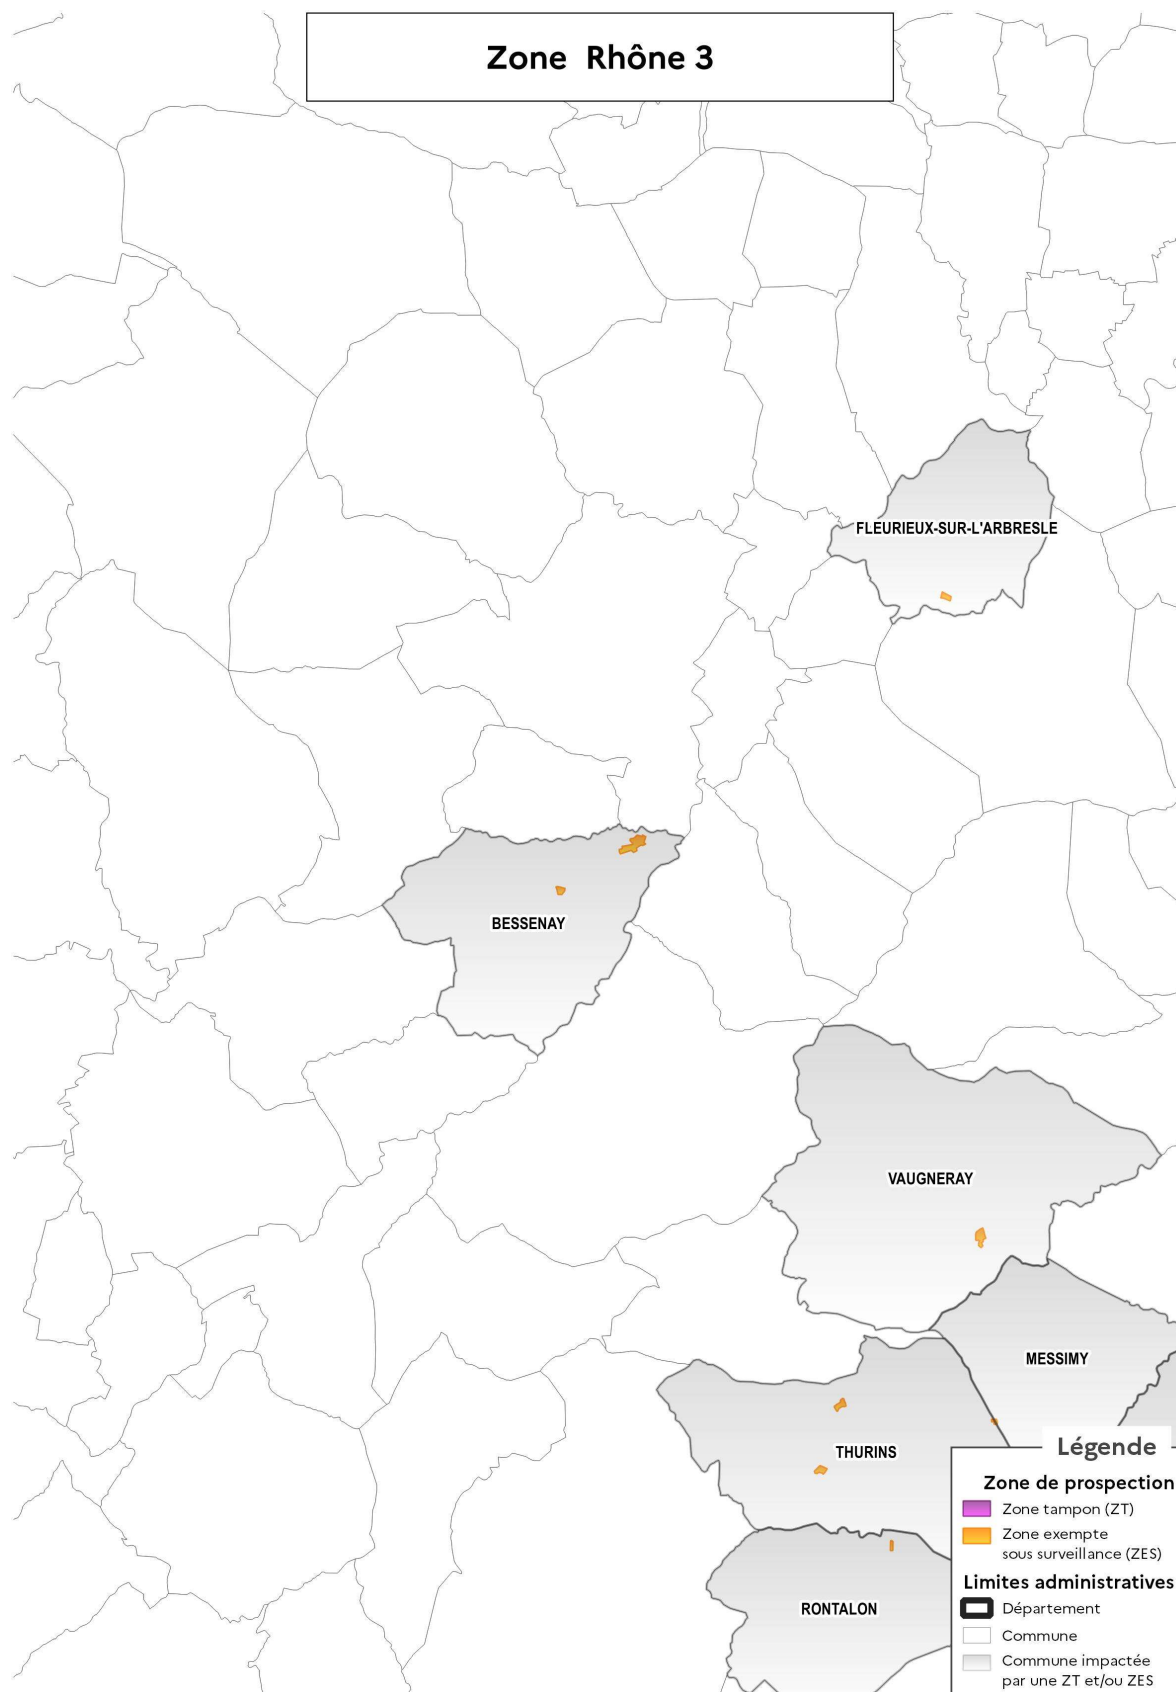 Zone Rhône 3
FLEURIEUX-SUR-L'ARBRESLE
BESSENAY
VAUGNERAY
MESSIMY
THURINS
RONTALON
Légende
Zone de prospection
Zone tampon (ZT)
Zone exempte
sous surveillance (ZES)
Limites administratives
Département
Commune
Commune impactée
par une ZT et/ou ZES